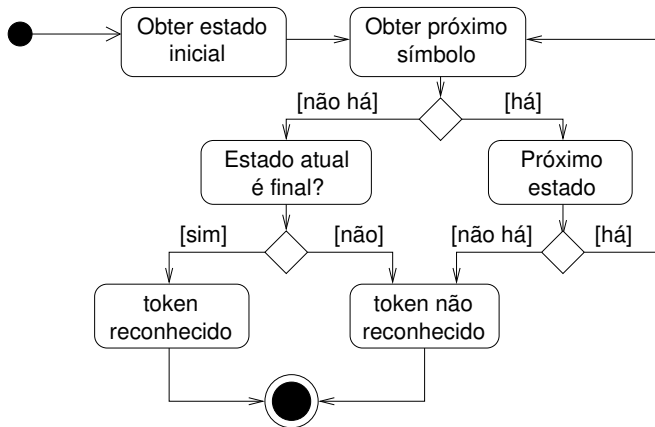 Obter estado
inicial
Obter próximo
símbolo
[não há]
[há]
Estado atual
é final?
Próximo
estado
[sim]
[não]
[não há]
[há]
token
reconhecido
token não
reconhecido